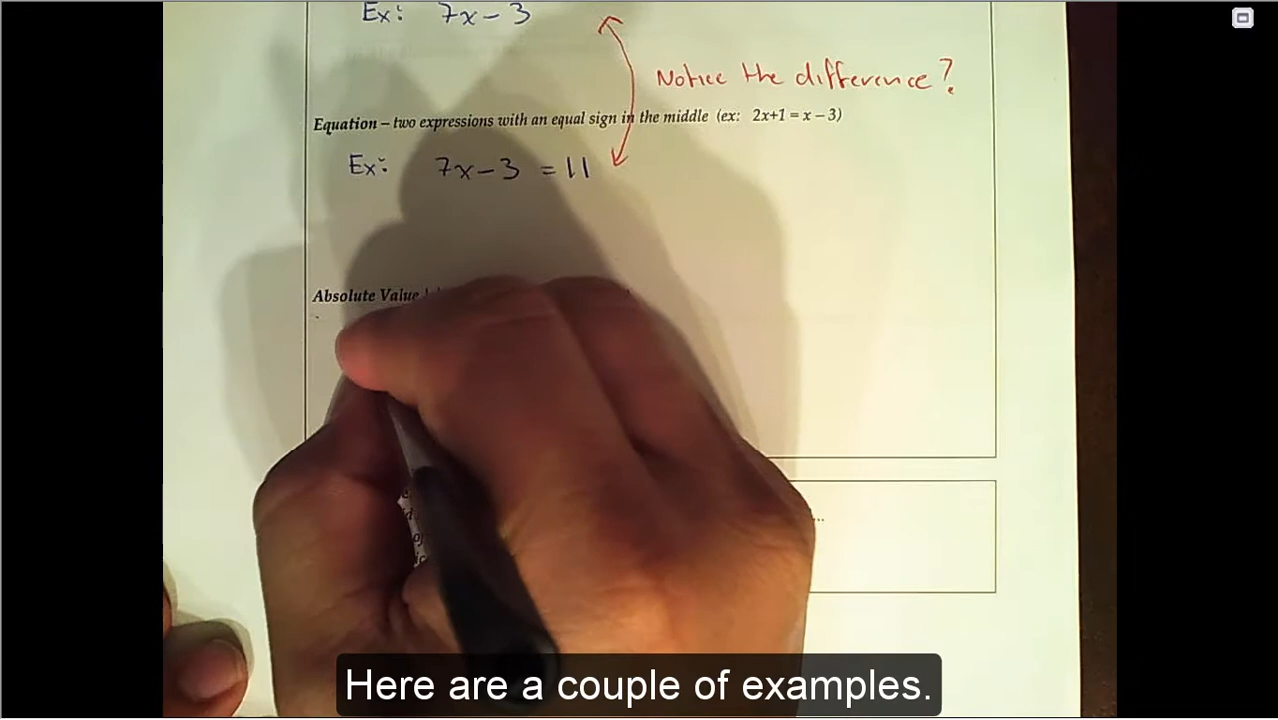 Ex: 7x - 3
Notice the difference?
Equation – two expressions with an equal sign in the middle (ex: 2x+1 = x – 3)
Ex: 7x - 3 = 11
Absolute Value
...
Here are a couple of examples.